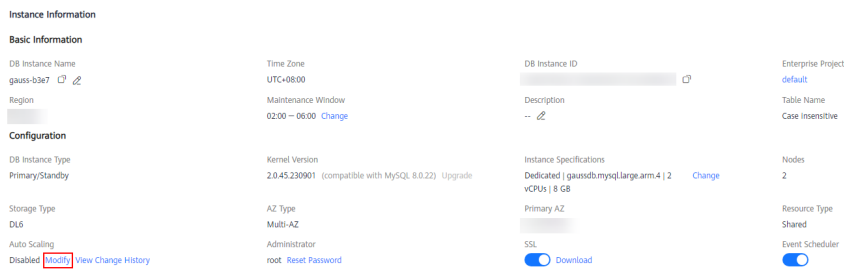 Instance Information
Basic Information
DB Instance Name Time Zone DB Instance ID Enterprise Project
gauss-b3e7 UTC+08:00 default
Region Maintenance Window Description Table Name
02:00 — 06:00 Change -- Case Insensitive
Configuration
DB Instance Type Kernel Version Instance Specifications Nodes
Primary/Standby 2.0.45.230901 (compatible with MySQL 8.0.22) Upgrade Dedicated | gaussdb.mysql.large.arm.4 | 2 Change 2
vCPUs | 8 GB
Storage Type AZ Type Primary AZ Resource Type
DL6 Multi-AZ Shared
Auto Scaling Administrator SSL Event Scheduler
Disabled Modify View Change History root Reset Password Download